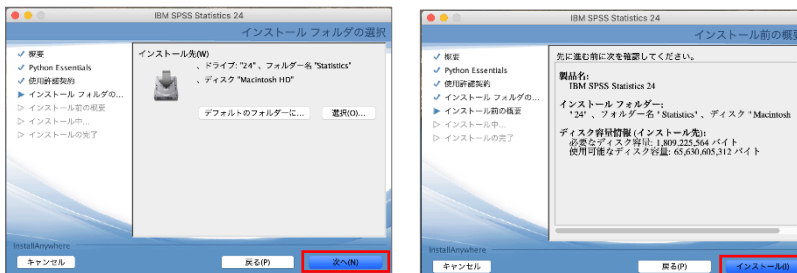 IBM SPSS Statistics 24
インストール フォルダの選択
概要
Python Essentials
使用許諾契約
インストール フォルダの...
インストール前の概要
インストール中...
インストールの完了
インストール先(W)
、ドライブ: "24" 、フォルダー名 "Statistics"
、ディスク "Macintosh HD"
デフォルトのフォルダーに...
選択(O)...
InstallAnywhere
キャンセル
戻る(P)
次へ(N)
IBM SPSS Statistics 24
インストール前の概要
概要
Python Essentials
使用許諾契約
インストール フォルダの...
インストール前の概要
インストール中...
インストールの完了
先に進む前に次を確認してください。
製品名:
IBM SPSS Statistics 24
インストール フォルダー:
"24" 、フォルダー名 "Statistics" 、ディスク "Macintosh
ディスク容量情報 (インストール先):
必要なディスク容量: 1,809,225,564 バイト
使用可能なディスク容量: 65,630,605,312 バイト
InstallAnywhere
キャンセル
戻る(P)
インストール(I)